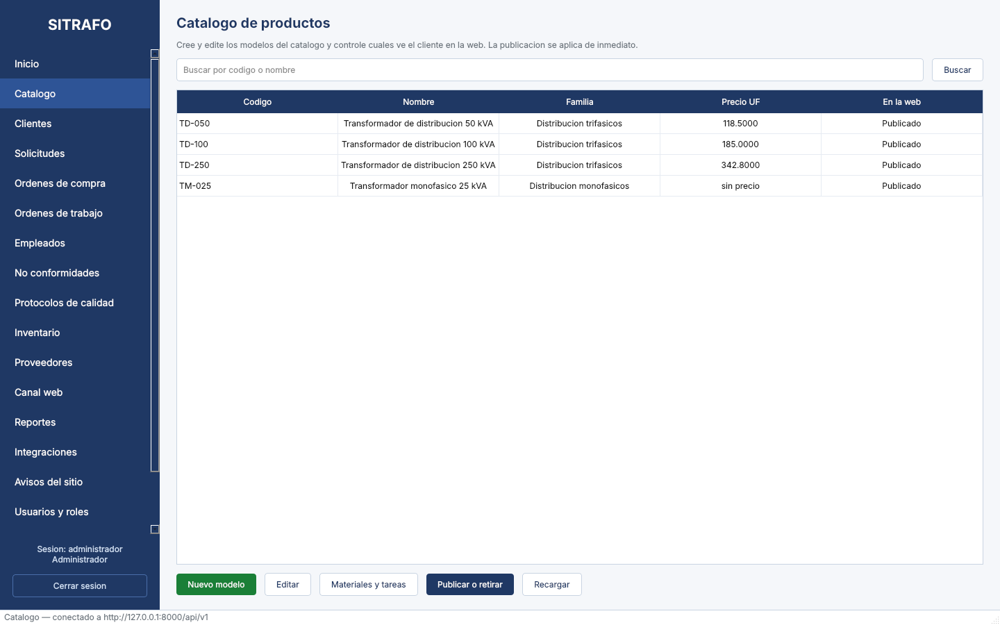 SITRAFO
Inicio
Catalogo
Clientes
Solicitudes
Ordenes de compra
Ordenes de trabajo
Empleados
No conformidades
Protocolos de calidad
Inventario
Proveedores
Canal web
Reportes
Integraciones
Avisos del sitio
Usuarios y roles
Sesion: administrador
Administrador
Cerrar sesion
Catalogo de productos
Cree y edite los modelos del catalogo y controle cuales ve el cliente en la web. La publicacion se aplica de inmediato.
Buscar por codigo o nombre Buscar
Codigo Nombre Familia Precio UF En la web
TD-050 Transformador de distribucion 50 kVA Distribucion trifasicos 118.5000 Publicado
TD-100 Transformador de distribucion 100 kVA Distribucion trifasicos 185.0000 Publicado
TD-250 Transformador de distribucion 250 kVA Distribucion trifasicos 342.8000 Publicado
TM-025 Transformador monofasico 25 kVA Distribucion monofasicos sin precio Publicado
Nuevo modelo Editar Materiales y tareas Publicar o retirar Recargar
Catalogo — conectado a http://127.0.0.1:8000/api/v1